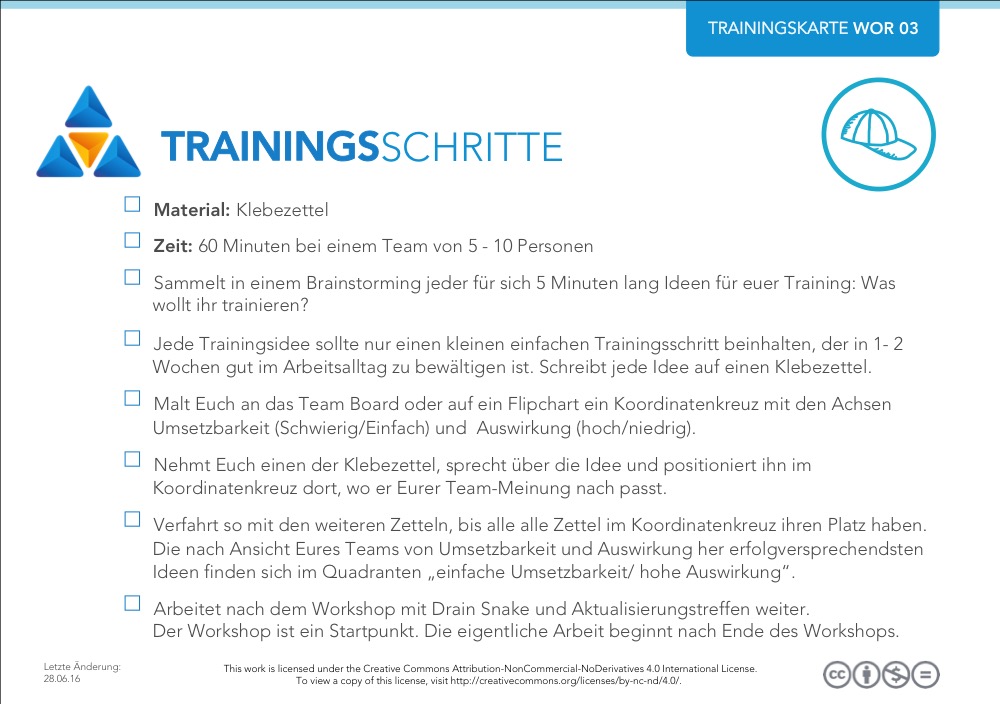 TRAININGSKARTE WOR 03
TRAININGSSCHRITTE
Material: Klebezettel
Zeit: 60 Minuten bei einem Team von 5 - 10 Personen
Sammelt in einem Brainstorming jeder für sich 5 Minuten lang Ideen für euer Training: Was
wollt ihr trainieren?
Jede Trainingsidee sollte nur einen kleinen einfachen Trainingsschritt beinhalten, der in 1- 2
Wochen gut im Arbeitsalltag zu bewältigen ist. Schreibt jede Idee auf einen Klebezettel.
Malt Euch an das Team Board oder auf ein Flipchart ein Koordinatenkreuz mit den Achsen
Umsetzbarkeit (Schwierig/Einfach) und  Auswirkung (hoch/niedrig).
Nehmt Euch einen der Klebezettel, sprecht über die Idee und positioniert ihn im
Koordinatenkreuz dort, wo er Eurer Team-Meinung nach passt.
Verfahrt so mit den weiteren Zetteln, bis alle alle Zettel im Koordinatenkreuz ihren Platz haben.
Die nach Ansicht Eures Teams von Umsetzbarkeit und Auswirkung her erfolgversprechendsten
Ideen finden sich im Quadranten „einfache Umsetzbarkeit/ hohe Auswirkung“.
Arbeitet nach dem Workshop mit Drain Snake und Aktualisierungstreffen weiter.
Der Workshop ist ein Startpunkt. Die eigentliche Arbeit beginnt nach Ende des Workshops.
Letzte Änderung:
28.06.16
This work is licensed under the Creative Commons Attribution-NonCommercial-NoDerivatives 4.0 International License.
To view a copy of this license, visit http://creativecommons.org/licenses/by-nc-nd/4.0/.
cc